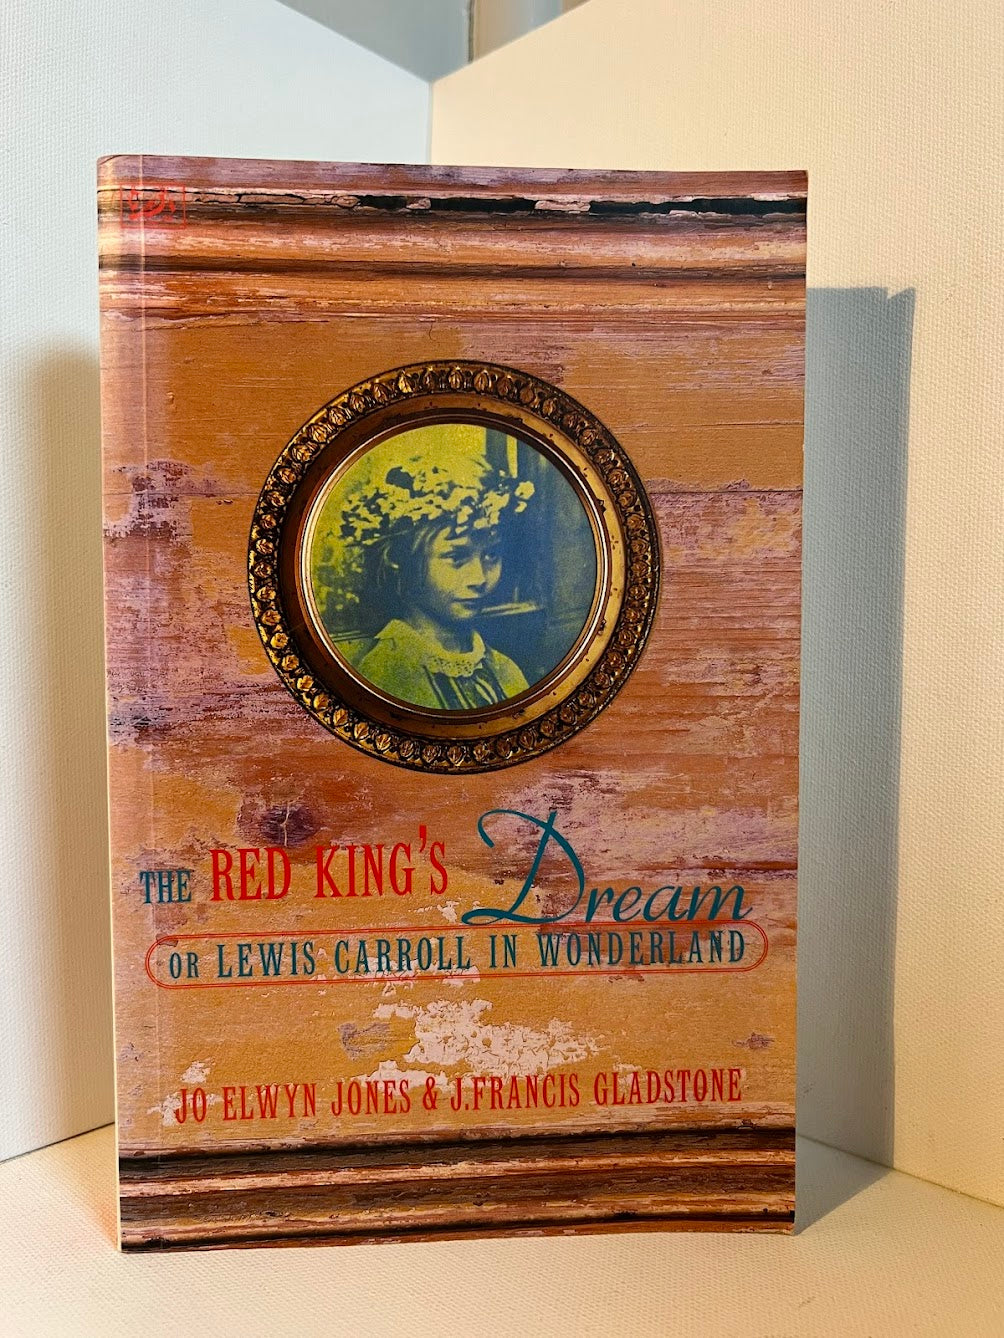 THE RED KING'S Dream
OR LEWIS CARROLL IN WONDERLAND
JO ELWYN JONES & J.FRANCIS GLADSTONE